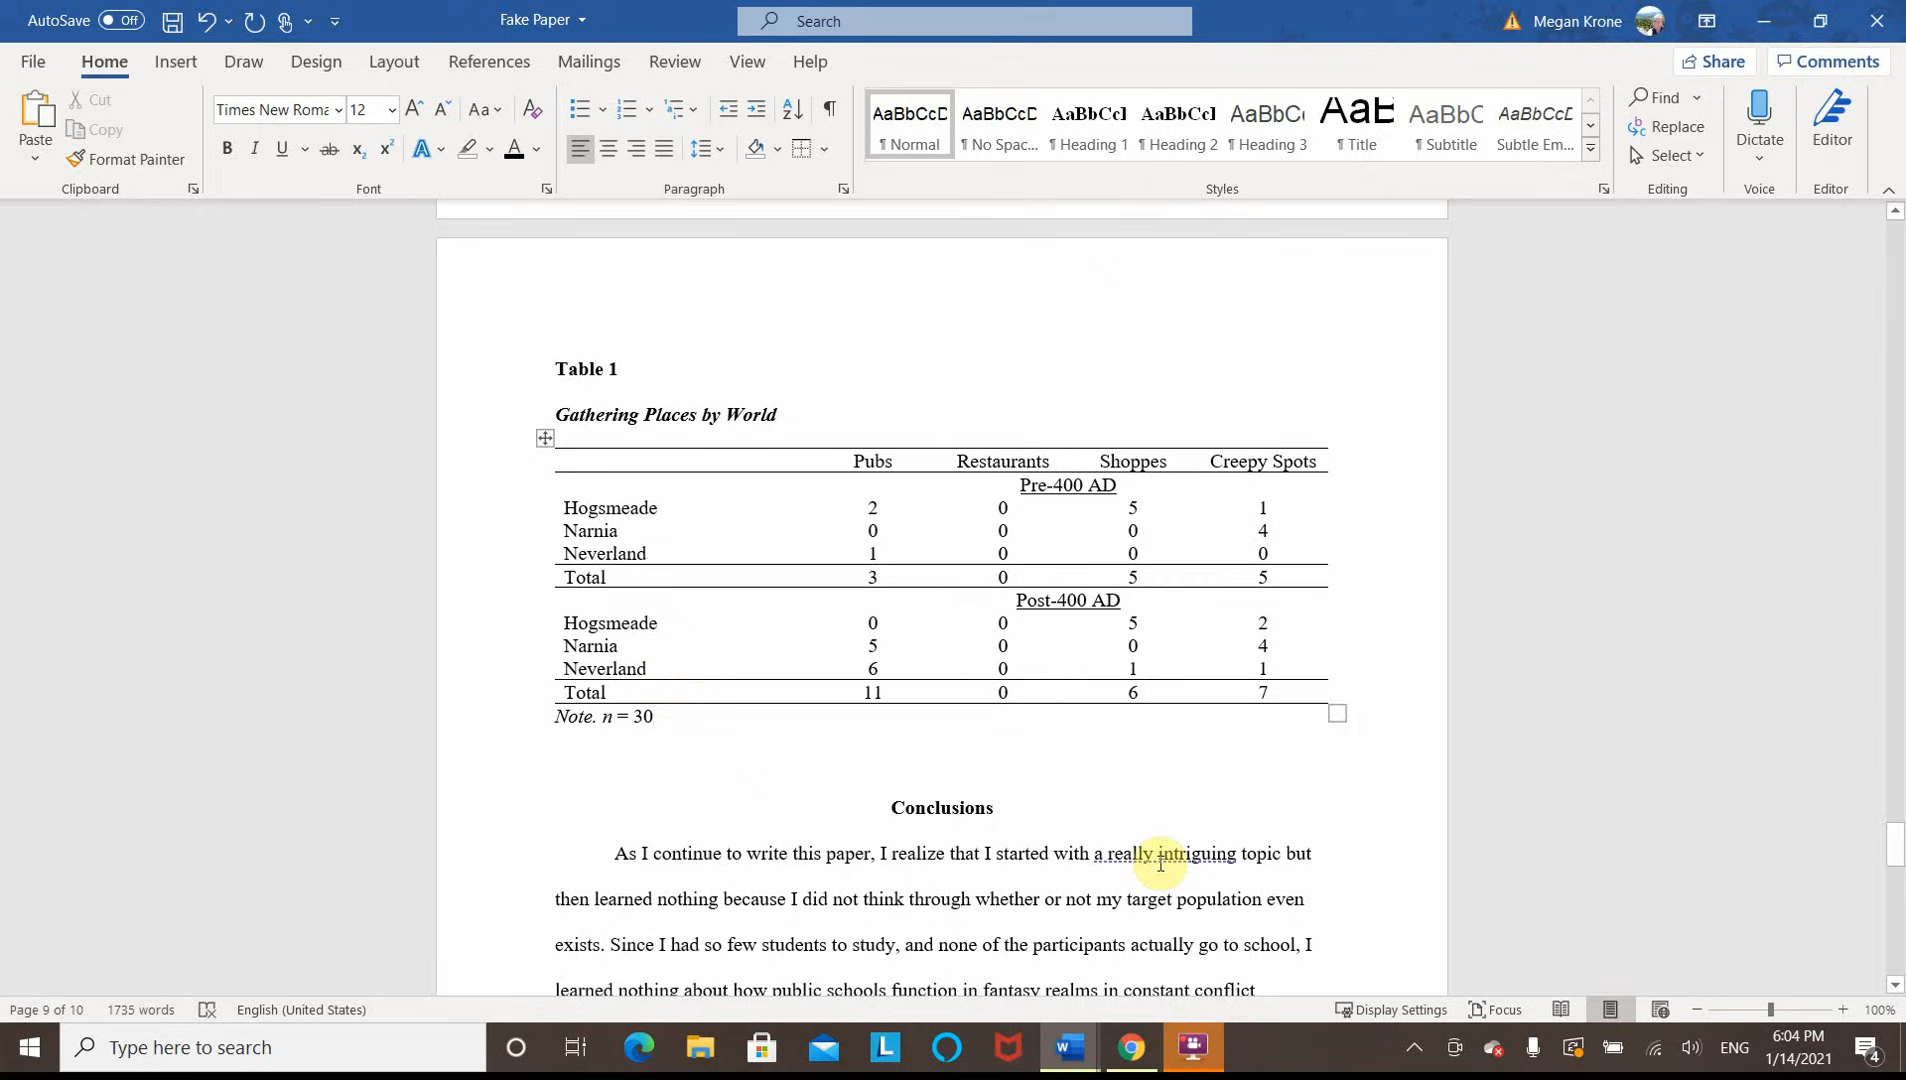 AutoSave Off Fake Paper Search Megan Krone
File Home Insert Draw Design Layout References Mailings Review View Help Share Comments
Paste
Cut
Copy
Format Painter
Clipboard
Times New Roma 12
Aa
B I U ab x₂ x² A A
Font
Paragraph
AaBbCcD AaBbCcD AaBbCcI AaBbCcI AaBbC AaB AaBbC AaBbCcD
¶ Normal ¶ No Spac... ¶ Heading 1 ¶ Heading 2 ¶ Heading 3 ¶ Title ¶ Subtitle Subtle Em...
Styles
Find
Replace
Select
Editing
Dictate
Voice
Editor
Editor
Table 1
Gathering Places by World
Pubs Restaurants Shoppes Creepy Spots
Pre-400 AD
Hogsmeade 2 0 5 1
Narnia 0 0 0 4
Neverland 1 0 0 0
Total 3 0 5 5
Post-400 AD
Hogsmeade 0 0 5 2
Narnia 5 0 0 4
Neverland 6 0 1 1
Total 11 0 6 7
Note. n = 30
Conclusions
As I continue to write this paper, I realize that I started with a really intriguing topic but
then learned nothing because I did not think through whether or not my target population even
exists. Since I had so few students to study, and none of the participants actually go to school, I
learned nothing about how public schools function in fantasy realms in constant conflict
Page 9 of 10 1735 words English (United States) Display Settings Focus 100%
Type here to search
ENG
6:04 PM
1/14/2021
4